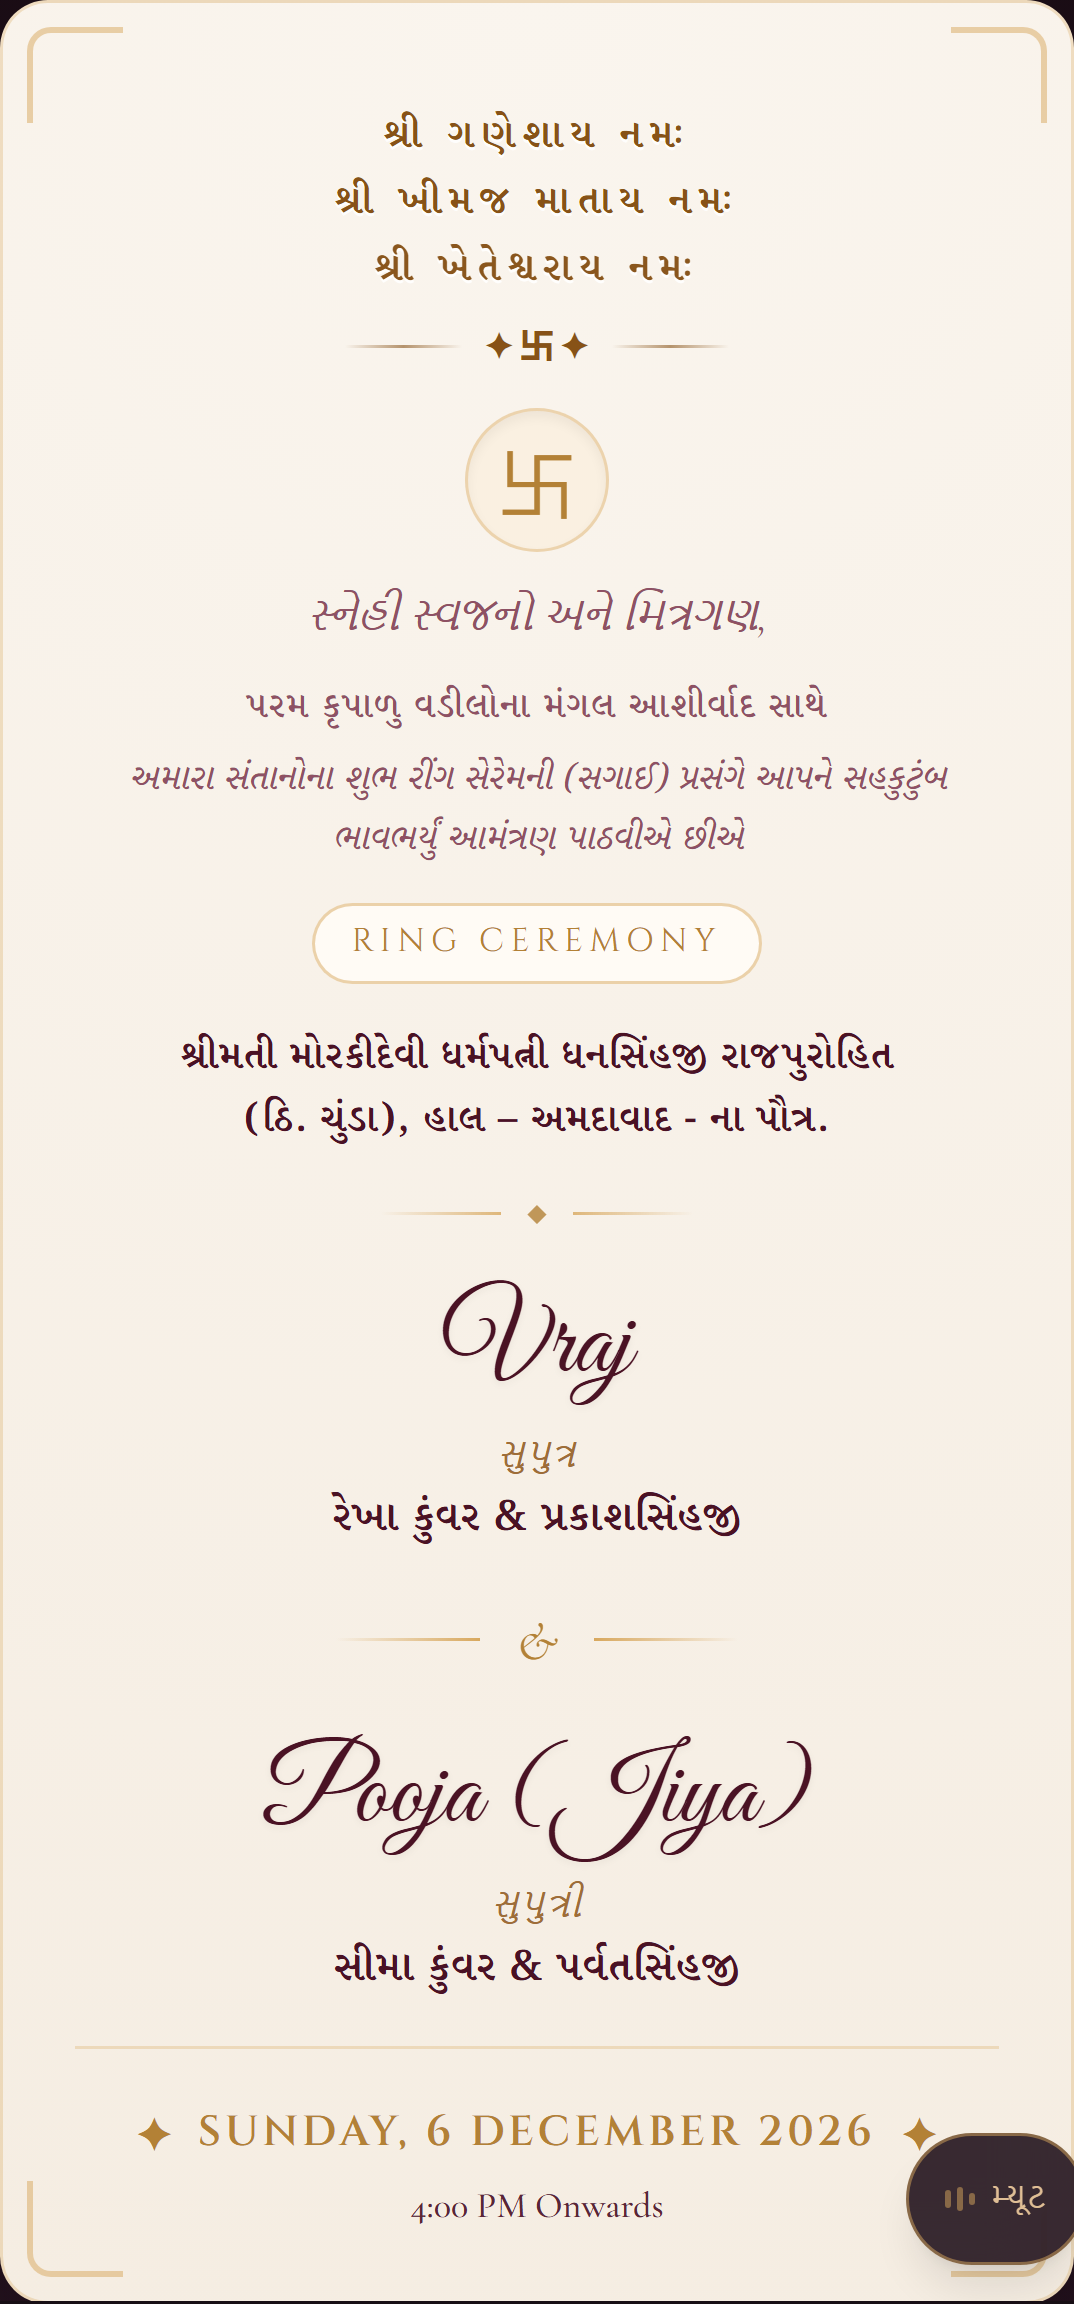 શ્રી ગણેશાય નમઃ
શ્રી ખીમજ માતાય નમઃ
શ્રી ખેતેશ્વરાય નમઃ
✦卐✦
卐
સ્નેહી સ્વજનો અને મિત્રગણ,
પરમ કૃપાળુ વડીલોના મંગલ આશીર્વાદ સાથે
અમારા સંતાનોના શુભ રીંગ સેરેમની (સગાઈ) પ્રસંગે આપને સહકુટુંબ
ભાવભર્યું આમંત્રણ પાઠવીએ છીએ
RING CEREMONY
શ્રીમતી મોરકીદેવી ધર્મપત્ની ધનસિંહજી રાજપુરોહિત
(ઠિ. ચુંડા), હાલ – અમદાવાદ - ના પૌત્ર.
Vraj
સુપુત્ર
રેખા કુંવર & પ્રકાશસિંહજી
&
Pooja (Jiya)
સુપુત્રી
સીમા કુંવર & પર્વતસિંહજી
✦ SUNDAY, 6 DECEMBER 2026 ✦
4:00 PM Onwards
મ્યૂટ